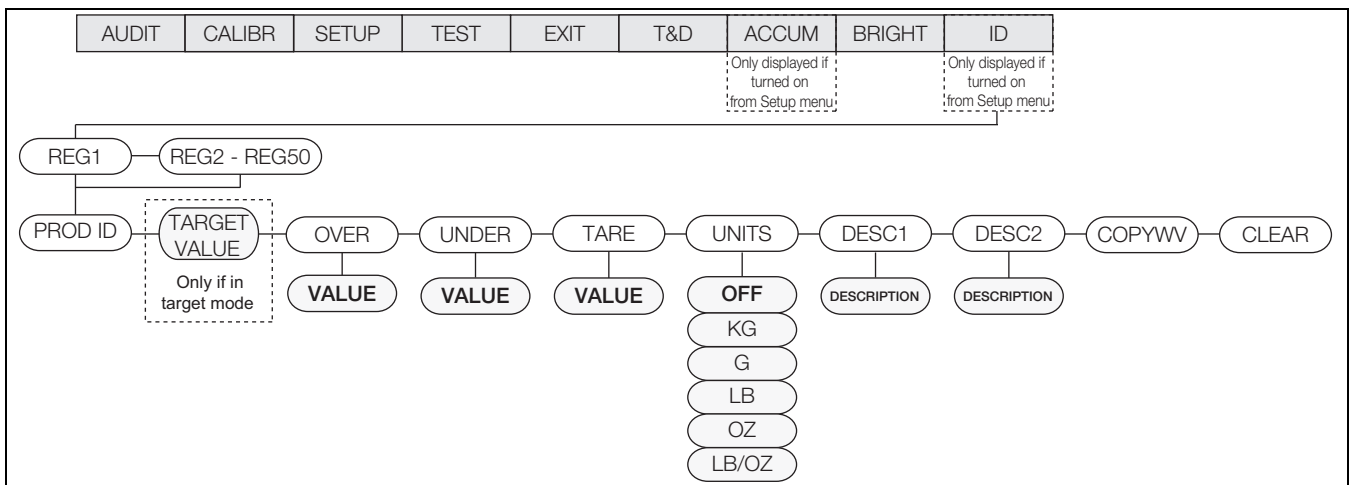 AUDIT CALIBR SETUP TEST EXIT T&D ACCUM BRIGHT ID
Only displayed if
turned on
from Setup menu
Only displayed if
turned on
from Setup menu
REG1 REG2 - REG50
PROD ID TARGET VALUE OVER UNDER TARE UNITS DESC1 DESC2 COPYWV CLEAR
Only if in
target mode
VALUE VALUE VALUE OFF DESCRIPTION DESCRIPTION
KG
G
LB
OZ
LB/OZ